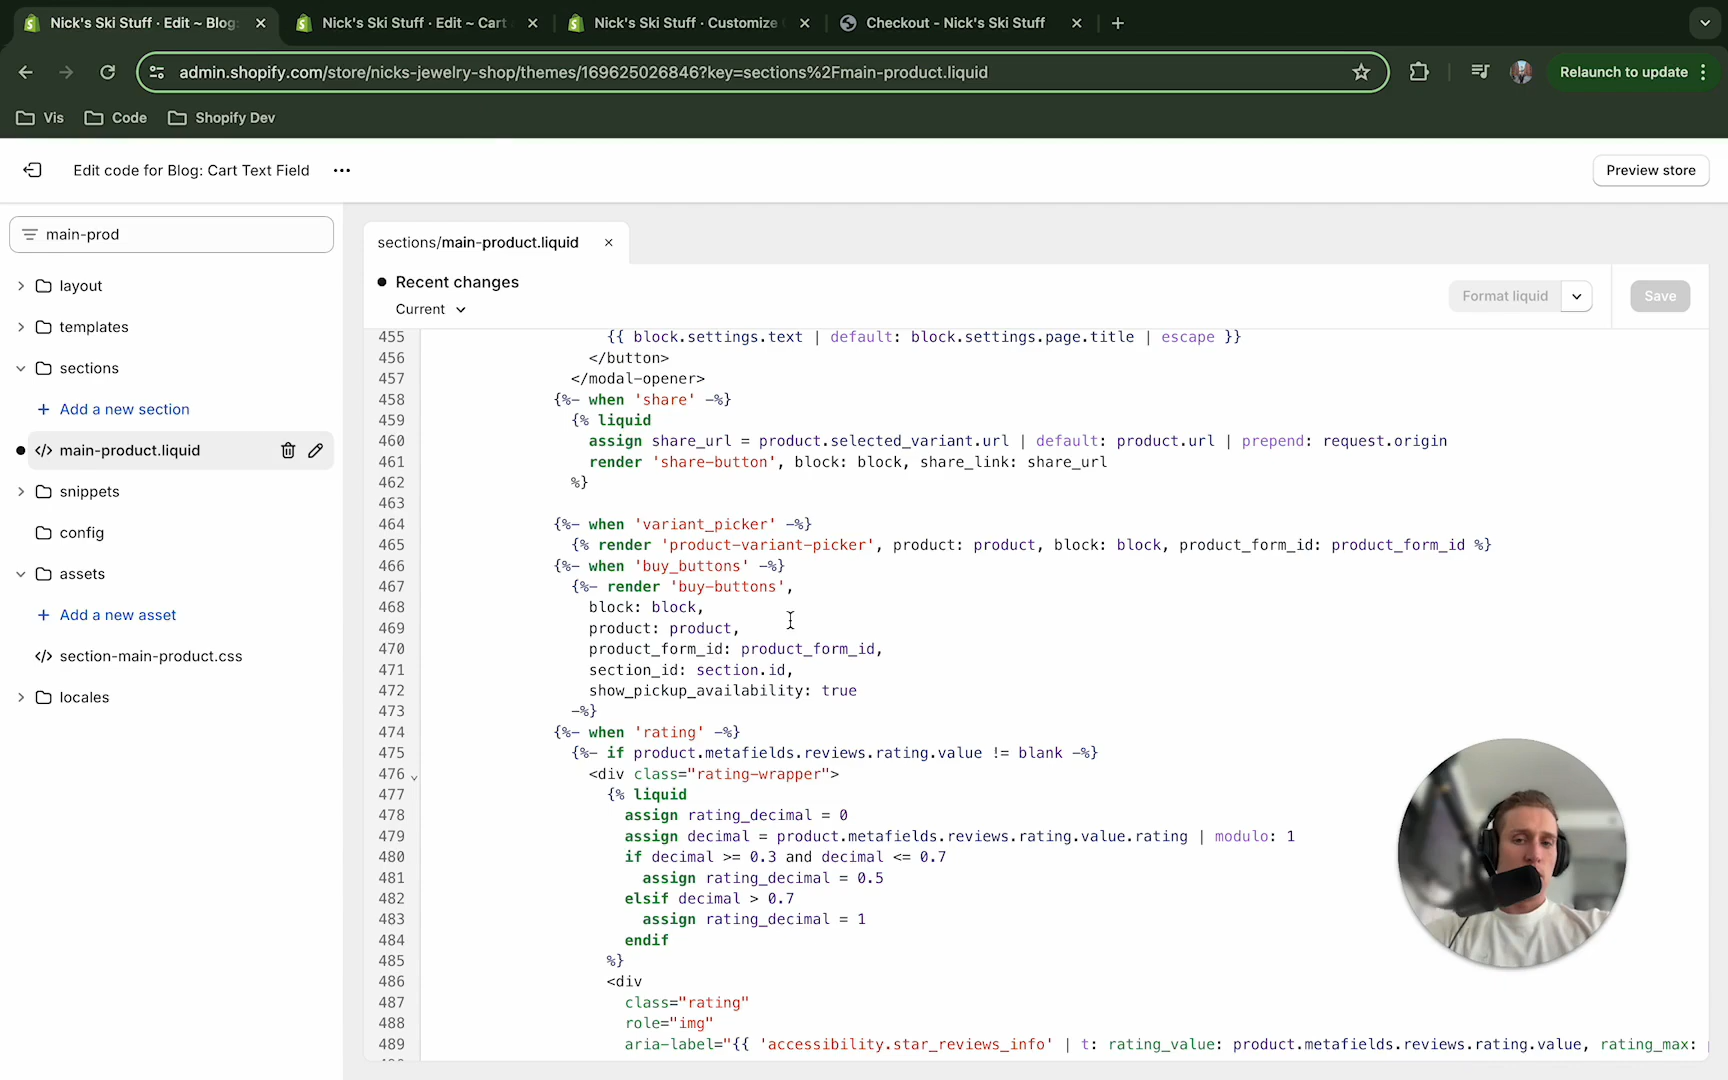 Nick's Ski Stuff · Edit ~ Blog:
Nick's Ski Stuff · Edit ~ Cart
Nick's Ski Stuff · Customize
Checkout - Nick's Ski Stuff
admin.shopify.com/store/nicks-jewelry-shop/themes/169625026846?key=sections%2Fmain-product.liquid
Relaunch to update
Vis
Code
Shopify Dev
Edit code for Blog: Cart Text Field
Preview store
main-prod
layout
templates
sections
+ Add a new section
main-product.liquid
snippets
config
assets
+ Add a new asset
section-main-product.css
locales
sections/main-product.liquid
Recent changes
Current
Format liquid
Save
455 {{ block.settings.text | default: block.settings.page.title | escape }}
456 </button>
457 </modal-opener>
458 {%- when 'share' -%}
459 {% liquid
460 assign share_url = product.selected_variant.url | default: product.url | prepend: request.origin
461 render 'share-button', block: block, share_link: share_url
462 %}
463
464 {%- when 'variant_picker' -%}
465 {% render 'product-variant-picker', product: product, block: block, product_form_id: product_form_id %}
466 {%- when 'buy_buttons' -%}
467 {%- render 'buy-buttons',
468 block: block,
469 product: product,
470 product_form_id: product_form_id,
471 section_id: section.id,
472 show_pickup_availability: true
473 -%}
474 {%- when 'rating' -%}
475 {%- if product.metafields.reviews.rating.value != blank -%}
476 <div class="rating-wrapper">
477 {% liquid
478 assign rating_decimal = 0
479 assign decimal = product.metafields.reviews.rating.value.rating | modulo: 1
480 if decimal >= 0.3 and decimal <= 0.7
481 assign rating_decimal = 0.5
482 elsif decimal > 0.7
483 assign rating_decimal = 1
484 endif
485 %}
486 <div
487 class="rating"
488 role="img"
489 aria-label="{{ 'accessibility.star_reviews_info' | t: rating_value: product.metafields.reviews.rating.value, rating_max: